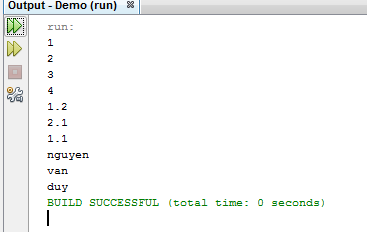 Output - Demo (run)
run:
1
2
3
4
1.2
2.1
1.1
nguyen
van
duy
BUILD SUCCESSFUL (total time: 0 seconds)